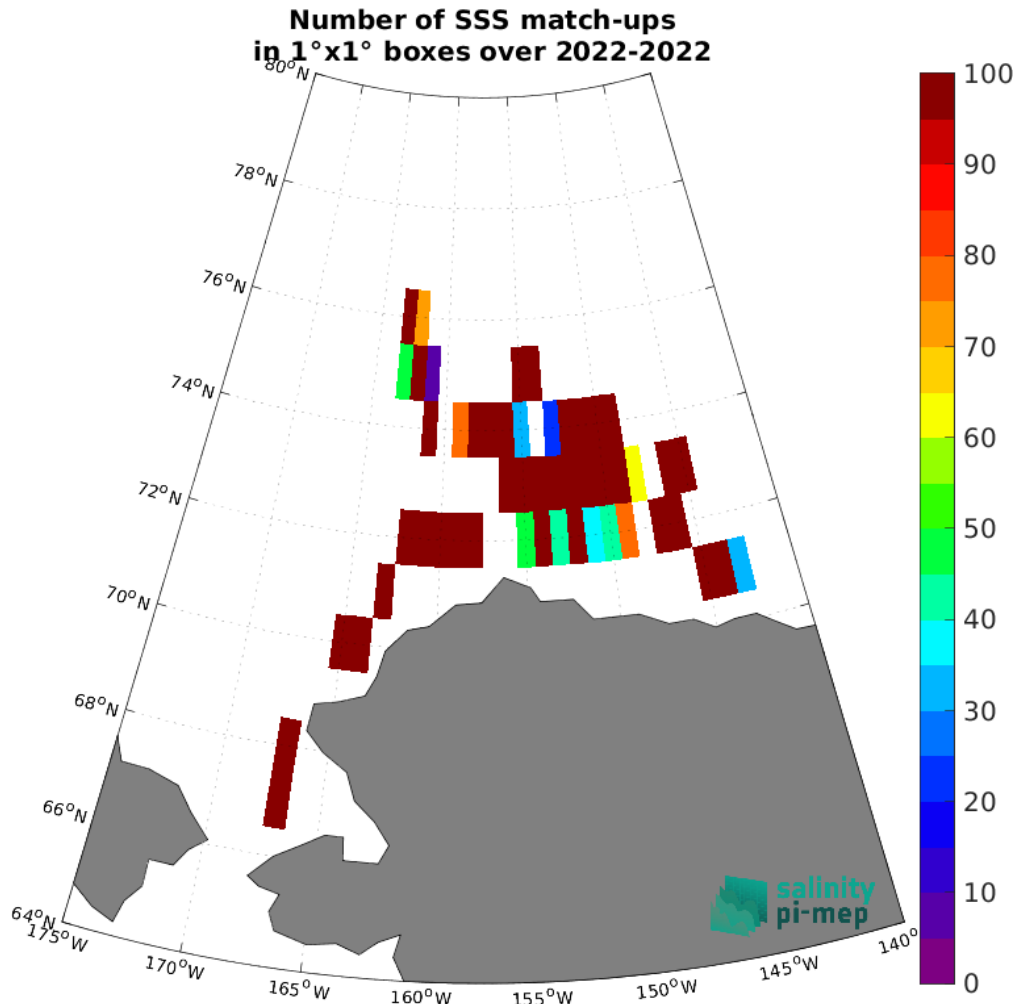 Number of SSS match-ups
in 1°x1° boxes over 2022-2022
80°N
78°N
76°N
74°N
72°N
70°N
68°N
66°N
64°N
175°W
170°W
165°W
160°W
155°W
150°W
145°W
140°
100
90
80
70
60
50
40
30
20
10
0
salinity
pi-mep